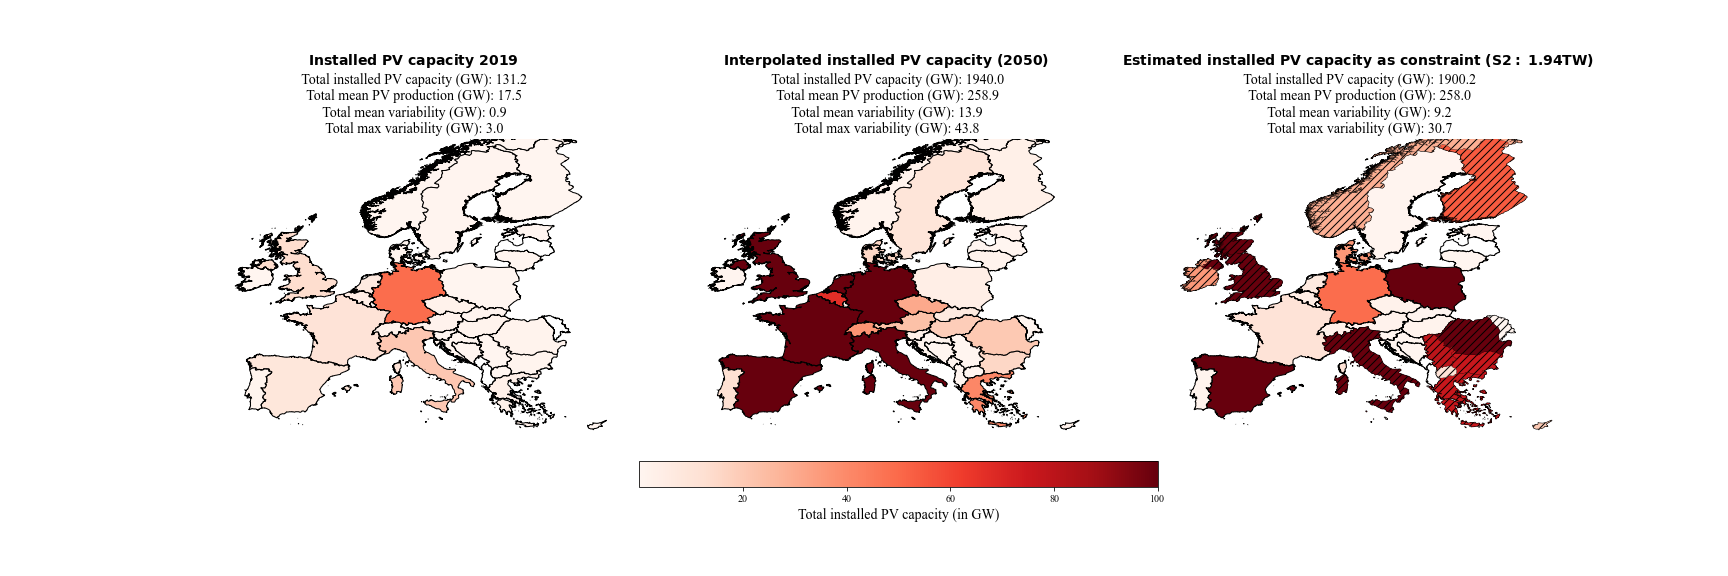 Installed PV capacity 2019
Total installed PV capacity (GW): 131.2
Total mean PV production (GW): 17.5
Total mean variability (GW): 0.9
Total max variability (GW): 3.0
Interpolated installed PV capacity (2050)
Total installed PV capacity (GW): 1940.0
Total mean PV production (GW): 258.9
Total mean variability (GW): 13.9
Total max variability (GW): 43.8
Estimated installed PV capacity as constraint (S2 : 1.94TW)
Total installed PV capacity (GW): 1900.2
Total mean PV production (GW): 258.0
Total mean variability (GW): 9.2
Total max variability (GW): 30.7
20 40 60 80 100
Total installed PV capacity (in GW)